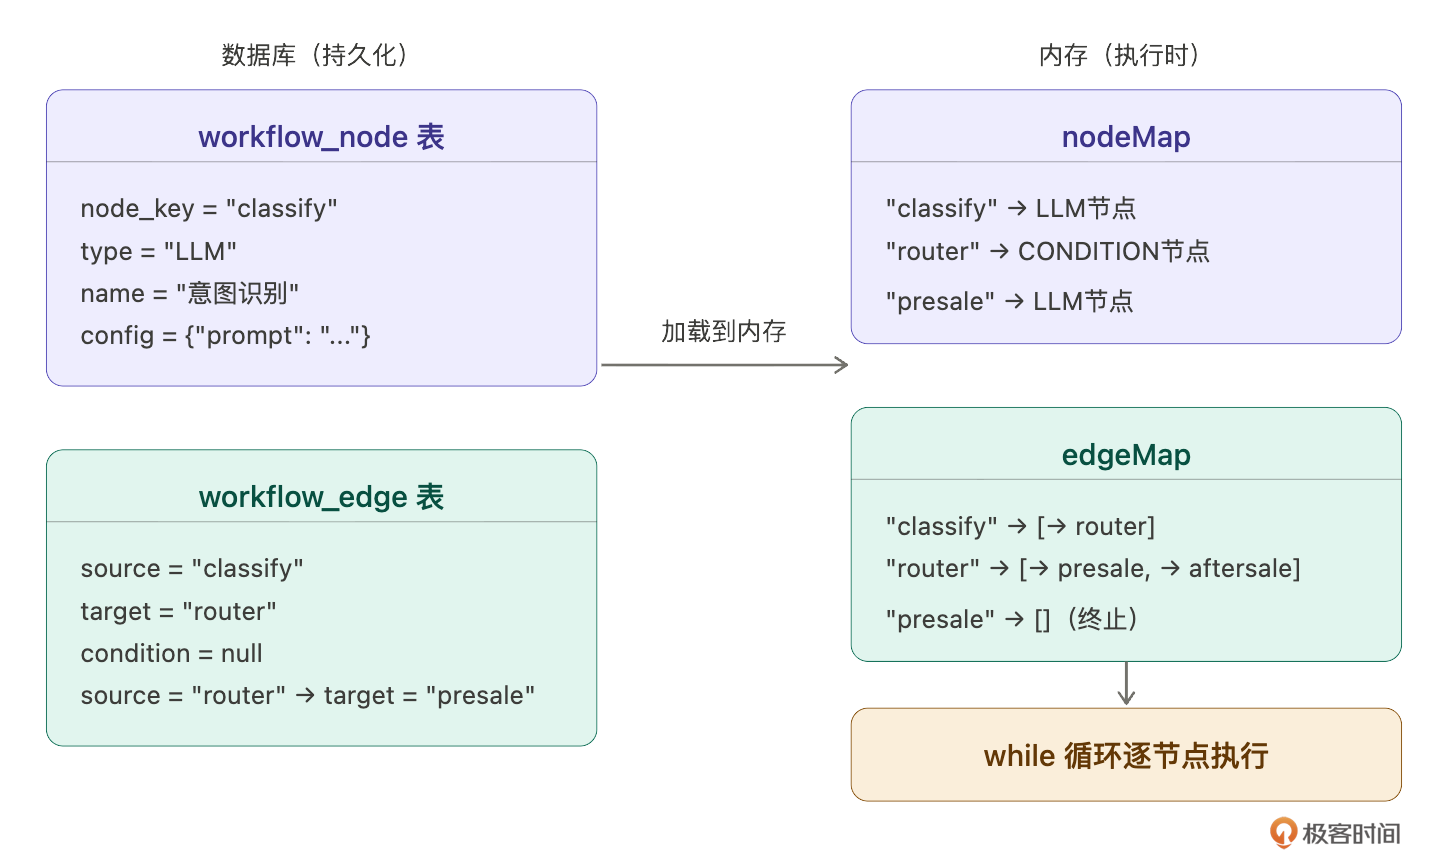 数据库（持久化）
workflow_node 表
node_key = "classify"
type = "LLM"
name = "意图识别"
config = {"prompt": "..."}
workflow_edge 表
source = "classify"
target = "router"
condition = null
source = "router" → target = "presale"
加载到内存
内存（执行时）
nodeMap
"classify" → LLM节点
"router" → CONDITION节点
"presale" → LLM节点
edgeMap
"classify" → [→ router]
"router" → [→ presale, → aftersale]
"presale" → []（终止）
while 循环逐节点执行
极客时间